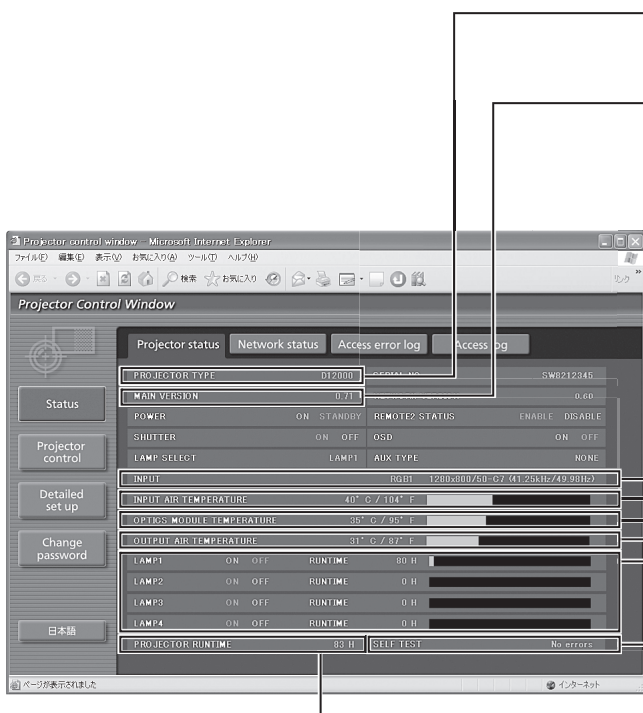 Projector control window - Microsoft Internet Explorer
ファイル(F) 編集(E) 表示(V) お気に入り(A) ツール(T) ヘルプ(H)
戻る 検索 お気に入り リンク
Projector Control Window
Projector status Network status Access error log Access log
PROJECTOR TYPE D12000 SERIAL NO. SW8212345
MAIN VERSION 0.71 0.60
Status
POWER ON STANDBY REMOTE2 STATUS ENABLE DISABLE
SHUTTER ON OFF OSD ON OFF
Projector control
LAMP SELECT LAMP1 AUX TYPE NONE
INPUT RGB1 1280x800/50-C7 (41.25kHz/49.98Hz)
Detailed set up
INPUT AIR TEMPERATURE 40° C / 104° F
OPTICS MODULE TEMPERATURE 35° C / 95° F
Change password
OUTPUT AIR TEMPERATURE 31° C / 87° F
LAMP1 ON OFF RUNTIME 80 H
LAMP2 ON OFF RUNTIME 0 H
LAMP3 ON OFF RUNTIME 0 H
日本語
LAMP4 ON OFF RUNTIME 0 H
PROJECTOR RUNTIME 83 H SELF TEST No errors
ページが表示されました インターネット